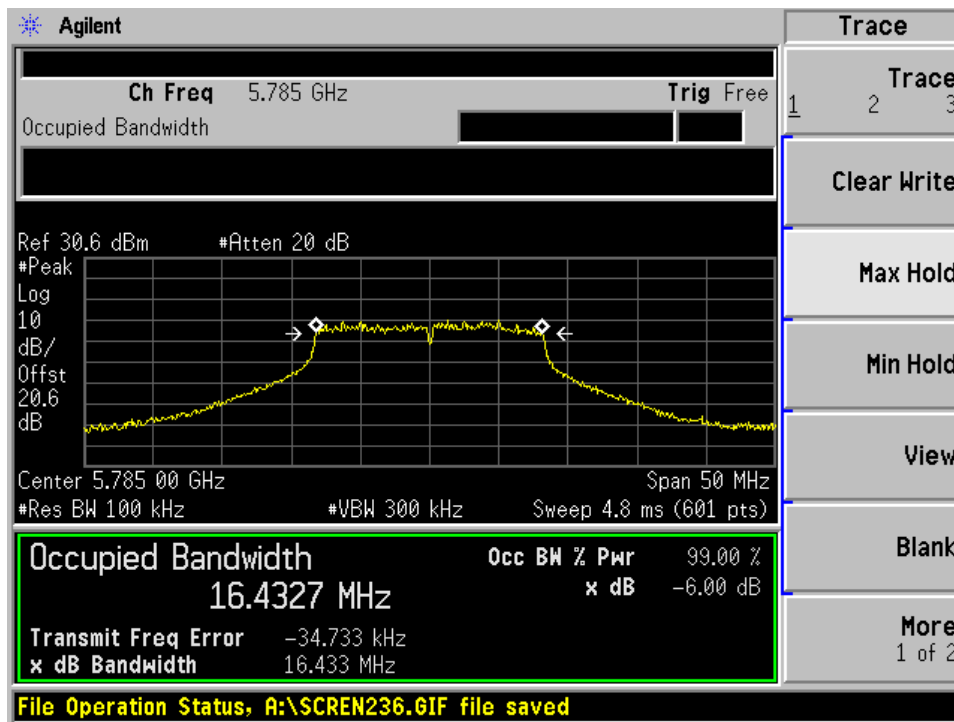 Agilent
Trace
Ch Freq 5.785 GHz Trig Free
Occupied Bandwidth
Trace
1 2 3
Clear Write
Max Hold
Min Hold
View
Blank
More
1 of 2
Ref 30.6 dBm #Atten 20 dB
#Peak
Log
10
dB/
Offst
20.6
dB
Center 5.785 00 GHz Span 50 MHz
#Res BW 100 kHz #VBW 300 kHz Sweep 4.8 ms (601 pts)
Occupied Bandwidth
16.4327 MHz
Occ BW % Pwr 99.00 %
x dB -6.00 dB
Transmit Freq Error -34.733 kHz
x dB Bandwidth 16.433 MHz
File Operation Status, A:\SCREN236.GIF file saved